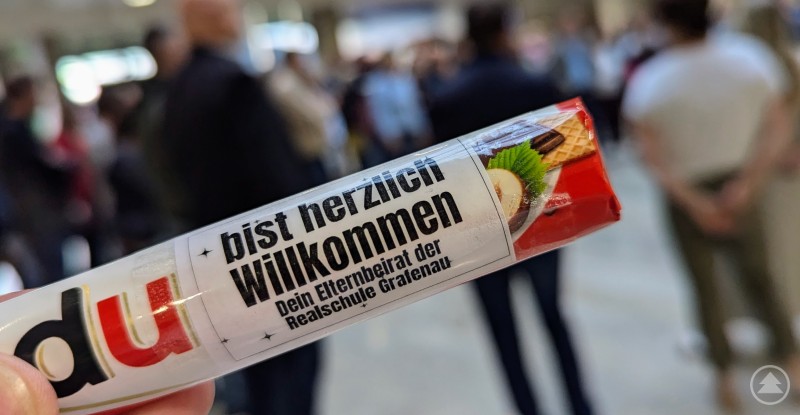 du
bist herzlich
Willkommen
Dein Elternbeirat der
Realschule Grafenau